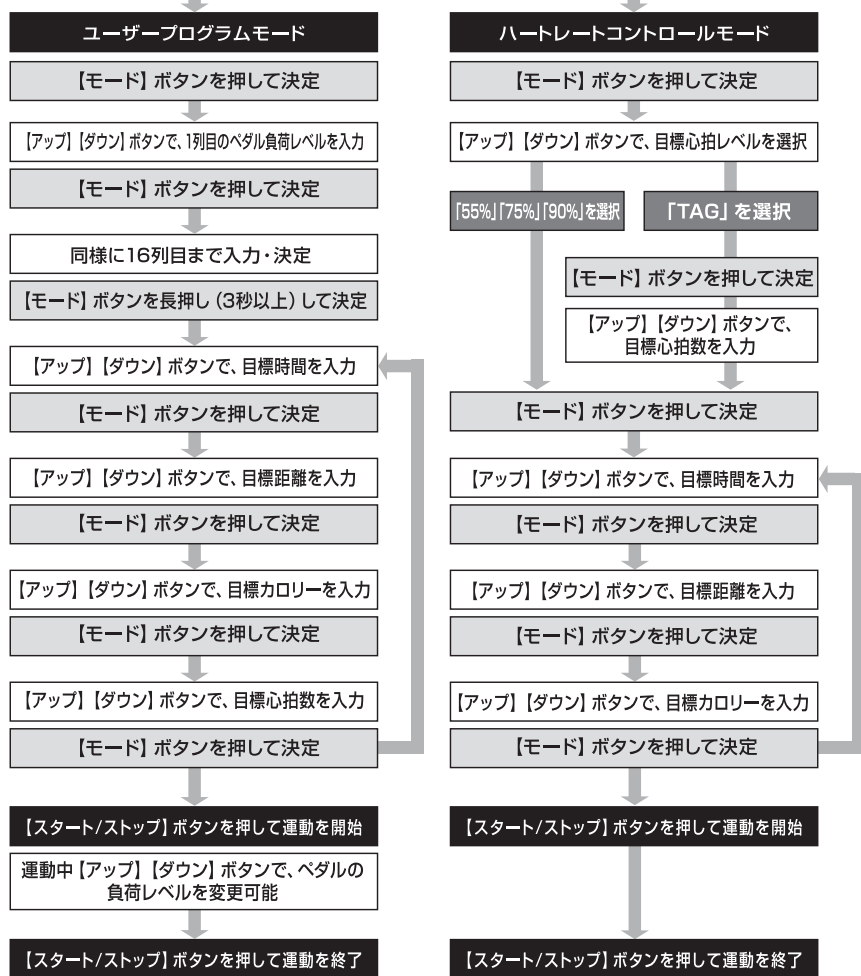 ユーザープログラムモード
【モード】ボタンを押して決定
【アップ】【ダウン】ボタンで、1列目のペダル負荷レベルを入力
【モード】ボタンを押して決定
同様に16列目まで入力・決定
【モード】ボタンを長押し（3秒以上）して決定
【アップ】【ダウン】ボタンで、目標時間を入力
【モード】ボタンを押して決定
【アップ】【ダウン】ボタンで、目標距離を入力
【モード】ボタンを押して決定
【アップ】【ダウン】ボタンで、目標カロリーを入力
【モード】ボタンを押して決定
【アップ】【ダウン】ボタンで、目標心拍数を入力
【モード】ボタンを押して決定
【スタート/ストップ】ボタンを押して運動を開始
運動中【アップ】【ダウン】ボタンで、ペダルの
負荷レベルを変更可能
【スタート/ストップ】ボタンを押して運動を終了
ハートレートコントロールモード
【モード】ボタンを押して決定
【アップ】【ダウン】ボタンで、目標心拍レベルを選択
「55%」「75%」「90%」を選択
「TAG」を選択
【モード】ボタンを押して決定
【アップ】【ダウン】ボタンで、
目標心拍数を入力
【モード】ボタンを押して決定
【アップ】【ダウン】ボタンで、目標時間を入力
【モード】ボタンを押して決定
【アップ】【ダウン】ボタンで、目標距離を入力
【モード】ボタンを押して決定
【アップ】【ダウン】ボタンで、目標カロリーを入力
【モード】ボタンを押して決定
【スタート/ストップ】ボタンを押して運動を開始
【スタート/ストップ】ボタンを押して運動を終了